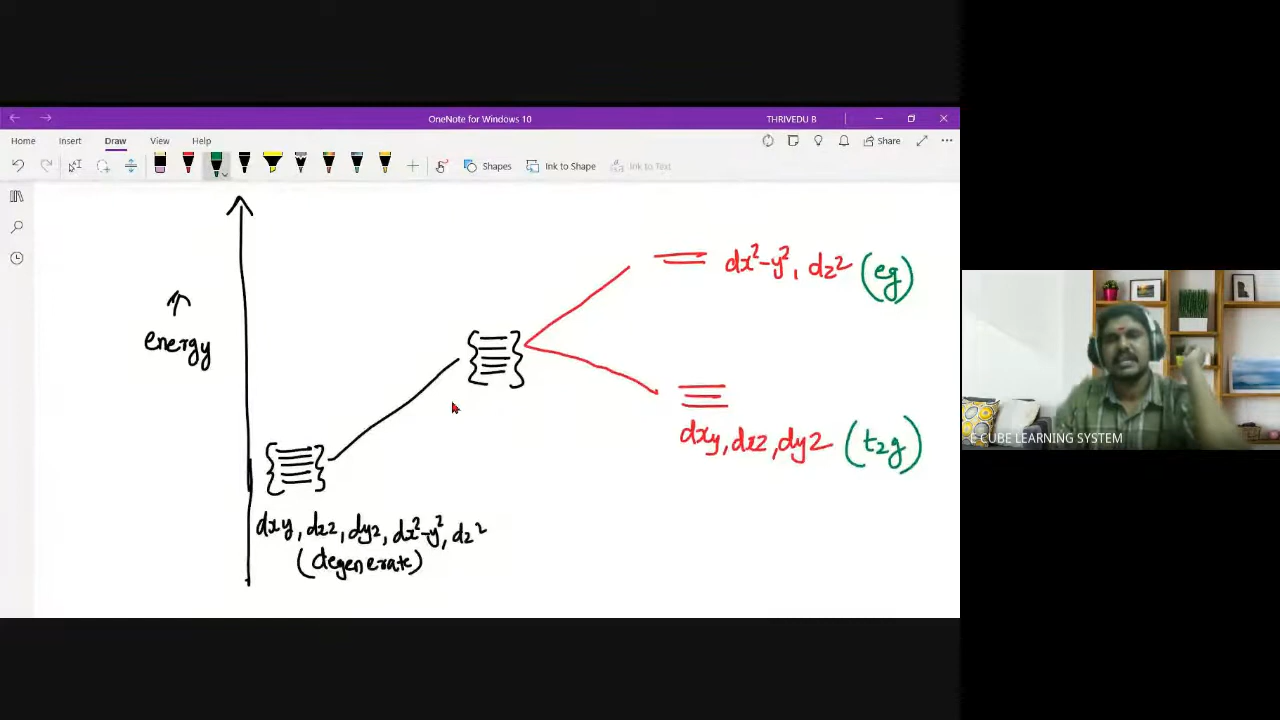 OneNote for Windows 10
THRIVEDU B
Home Insert Draw View Help
Share
Shapes Ink to Shape Ink to Text
↑
energy
dx²-y², dz² (eg)
dxy, dxz, dyz (t2g)
dxy, dxz, dyz, dx²-y², dz²
(degenerate)
C CUBE LEARNING SYSTEM